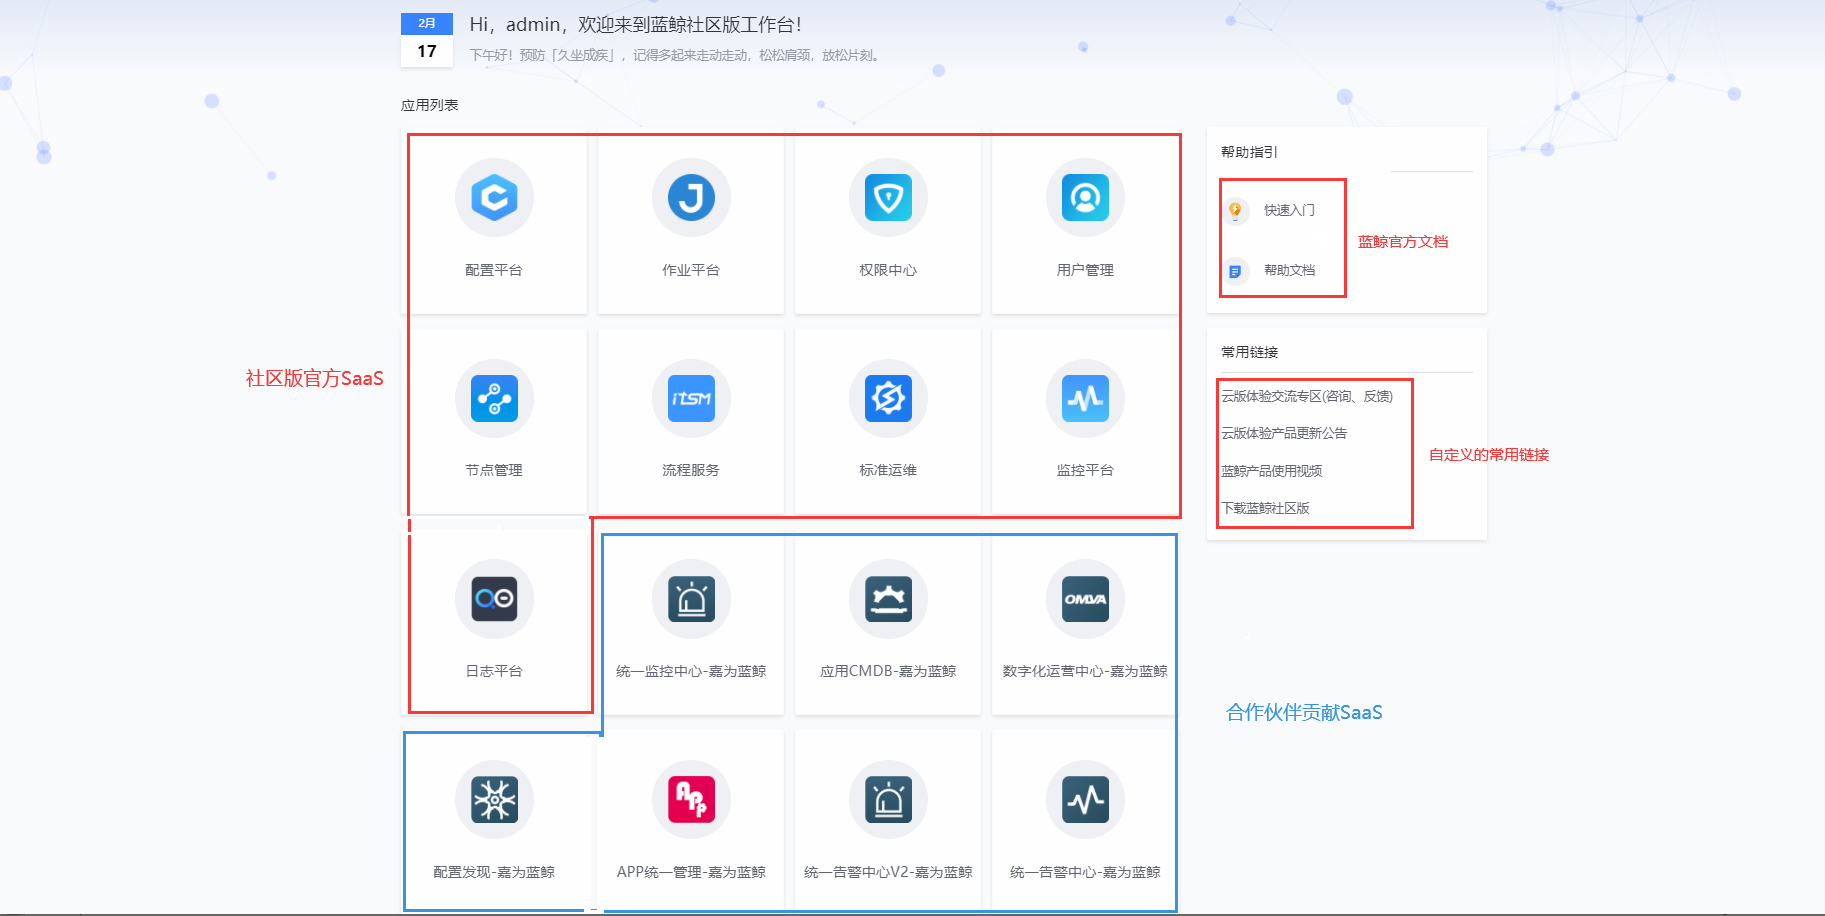 2月
17
Hi，admin，欢迎来到蓝鲸社区版工作台！
下午好！预防「久坐成疾」，记得多起来走动走动，松松肩颈，放松片刻。
应用列表
配置平台
作业平台
权限中心
用户管理
帮助指引
快速入门
帮助文档
蓝鲸官方文档
社区版官方SaaS
iTSM
节点管理
流程服务
标准运维
监控平台
常用链接
云版体验交流专区(咨询、反馈)
云版体验产品更新公告
蓝鲸产品使用视频
下载蓝鲸社区版
自定义的常用链接
OMVA
日志平台
统一监控中心-嘉为蓝鲸
应用CMDB-嘉为蓝鲸
数字化运营中心-嘉为蓝鲸
合作伙伴贡献SaaS
APP
配置发现-嘉为蓝鲸
APP统一管理-嘉为蓝鲸
统一告警中心V2-嘉为蓝鲸
统一告警中心-嘉为蓝鲸